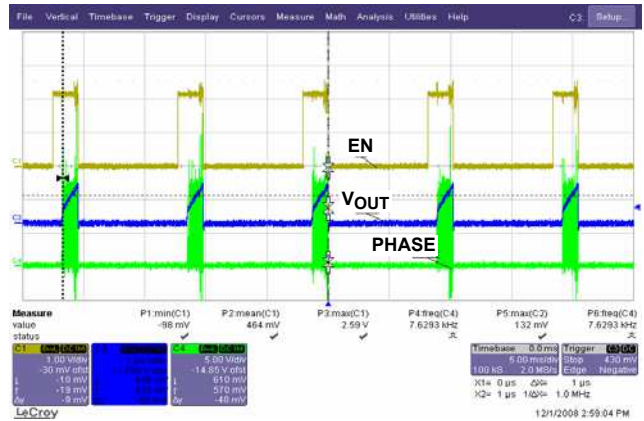 File Vertical Timebase Trigger Display Cursors Measure Math Analysis Utilities Help C3: Setup...
C1
EN
VOUT
C2
PHASE
C4
Measure P1:min(C1) P2:mean(C1) P3:max(C1) P4:freq(C4) P5:max(C2) P6:freq(C4)
value -98 mV 464 mV 2.59 V 7.6293 kHz 132 mV 7.6293 kHz
status
C1 C4 Timebase 0.0 ms Trigger
1.00 V/div 5.00 V/div 5.00 ms/div Stop 430 mV
-30 mV ofst -14.85 V ofst 100 kS 2.0 MS/s Edge Negative
-10 mV 610 mV X1= 0 µs ΔX= 1 µs
-19 mV 570 mV X2= 1 µs 1/ΔX= 1.0 MHz
Δy -9 mV Δy -40 mV
LeCroy 12/1/2008 2:59:04 PM